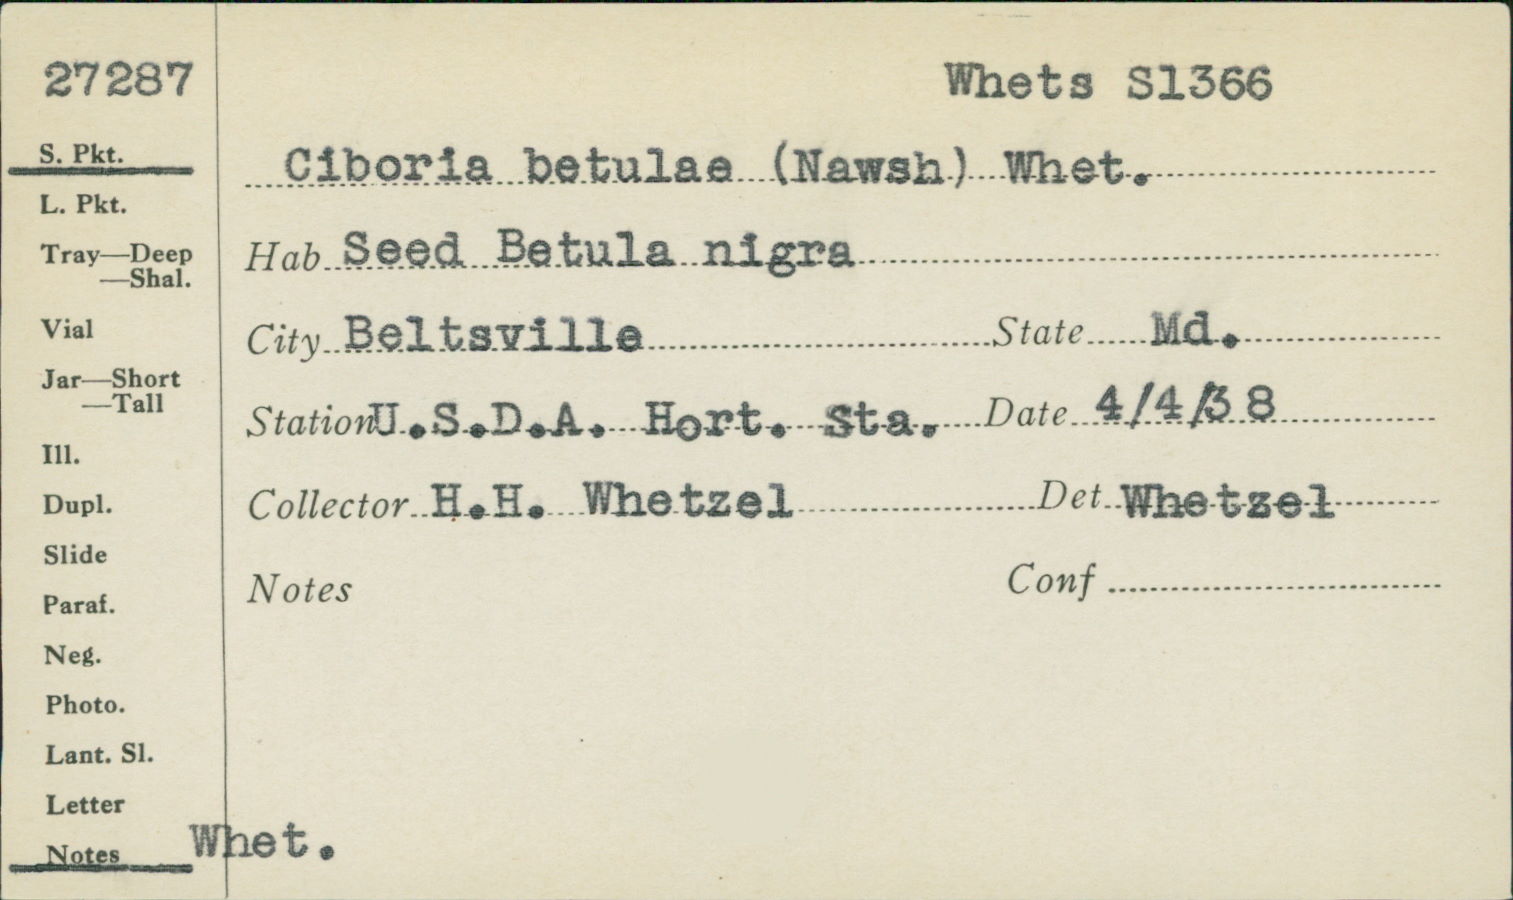 27287
Whets S1366
S. Pkt.
Ciboria betulae (Nawsh) Whet.
L. Pkt.
Tray—Deep
—Shal.
Hab Seed Betula nigra
Vial
City Beltsville State Md.
Jar—Short
—Tall
Station U.S.D.A. Hort. Sta. Date 4/4/38
Ill.
Dupl.
Collector H.H. Whetzel Det Whetzel
Slide
Paraf.
Notes Conf
Neg.
Photo.
Lant. Sl.
Letter
Notes Whet.